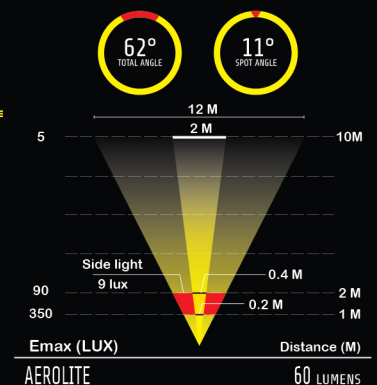 62°
TOTAL ANGLE
11°
SPOT ANGLE
12 M
2 M
5
10M
Side light
9 lux
0.4 M
90
2 M
0.2 M
350
1 M
Emax (LUX)
Distance (M)
AEROLITE
60 LUMENS